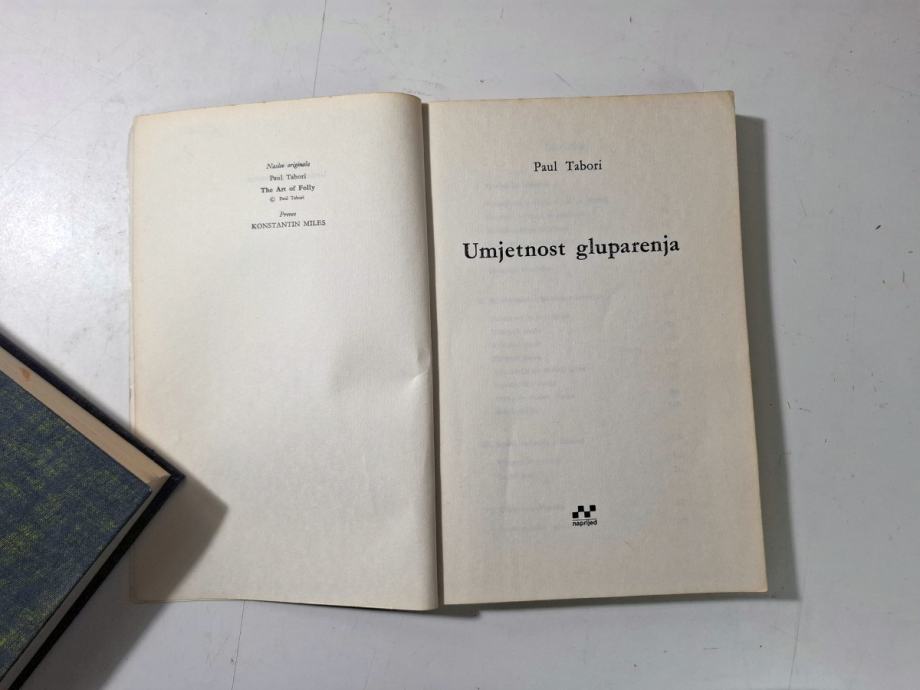 Naslov originala
Paul Tabori
The Art of Folly
© Paul Tabori
Preveo
KONSTANTIN MILES
Paul Tabori
Umjetnost gluparenja
naprijed